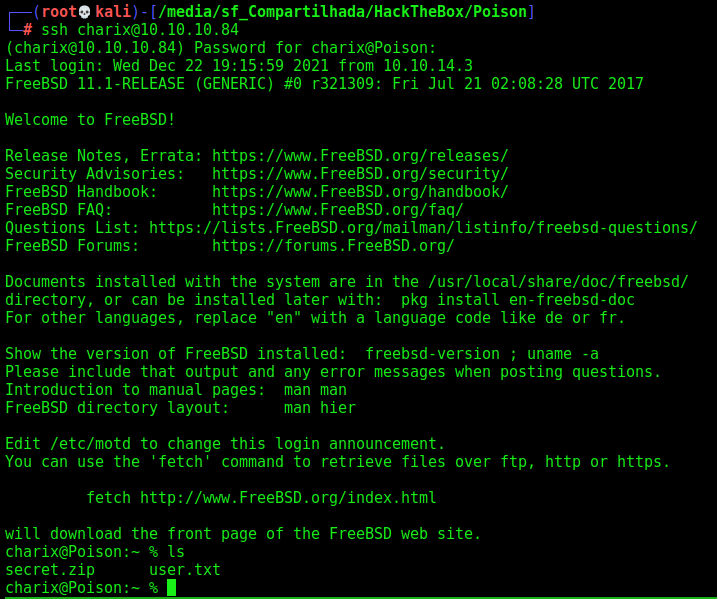 ┌──(root💀kali)-[/media/sf_Compartilhada/HackTheBox/Poison]
└─# ssh charix@10.10.10.84
(charix@10.10.10.84) Password for charix@Poison:
Last login: Wed Dec 22 19:15:59 2021 from 10.10.14.3
FreeBSD 11.1-RELEASE (GENERIC) #0 r321309: Fri Jul 21 02:08:28 UTC 2017

Welcome to FreeBSD!

Release Notes, Errata: https://www.FreeBSD.org/releases/
Security Advisories:   https://www.FreeBSD.org/security/
FreeBSD Handbook:      https://www.FreeBSD.org/handbook/
FreeBSD FAQ:           https://www.FreeBSD.org/faq/
Questions List: https://lists.FreeBSD.org/mailman/listinfo/freebsd-questions/
FreeBSD Forums:        https://forums.FreeBSD.org/

Documents installed with the system are in the /usr/local/share/doc/freebsd/
directory, or can be installed later with:  pkg install en-freebsd-doc
For other languages, replace "en" with a language code like de or fr.

Show the version of FreeBSD installed:  freebsd-version ; uname -a
Please include that output and any error messages when posting questions.
Introduction to manual pages:  man man
FreeBSD directory layout:      man hier

Edit /etc/motd to change this login announcement.
You can use the 'fetch' command to retrieve files over ftp, http or https.

         fetch http://www.FreeBSD.org/index.html

will download the front page of the FreeBSD web site.
charix@Poison:~ % ls
secret.zip      user.txt
charix@Poison:~ %